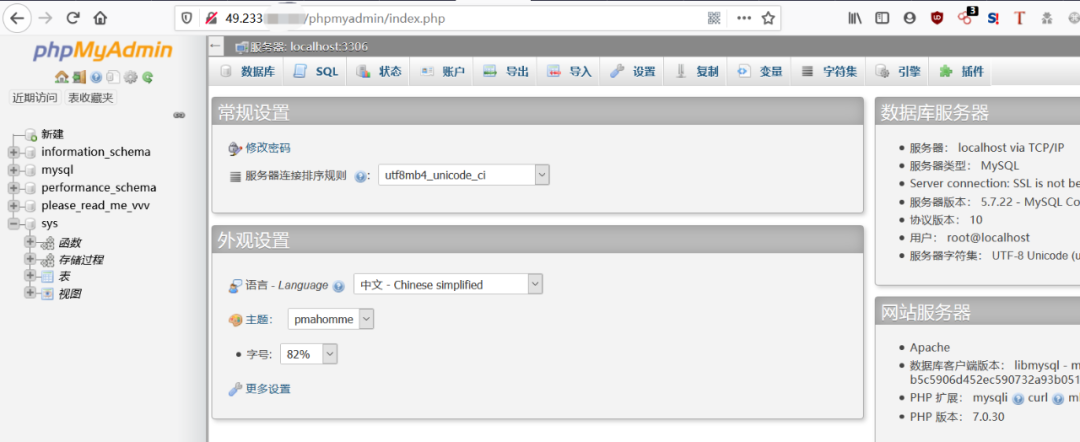 49.233 /phpmyadmin/index.php
3
phpMyAdmin
近期访问 表收藏夹
新建
information_schema
mysql
performance_schema
please_read_me_vvv
sys
函数
存储过程
表
视图
服务器: localhost:3306
数据库 SQL 状态 账户 导出 导入 设置 复制 变量 字符集 引擎 插件
常规设置
修改密码
服务器连接排序规则 : utf8mb4_unicode_ci
外观设置
语言 - Language 中文 - Chinese simplified
主题: pmahomme
字号: 82%
更多设置
数据库服务器
服务器: localhost via TCP/IP
服务器类型: MySQL
Server connection: SSL is not be
服务器版本: 5.7.22 - MySQL Co
协议版本: 10
用户: root@localhost
服务器字符集: UTF-8 Unicode (u
网站服务器
Apache
数据库客户端版本: libmysql - m
b5c5906d452ec590732a93b051
PHP 扩展: mysqli curl m
PHP 版本: 7.0.30